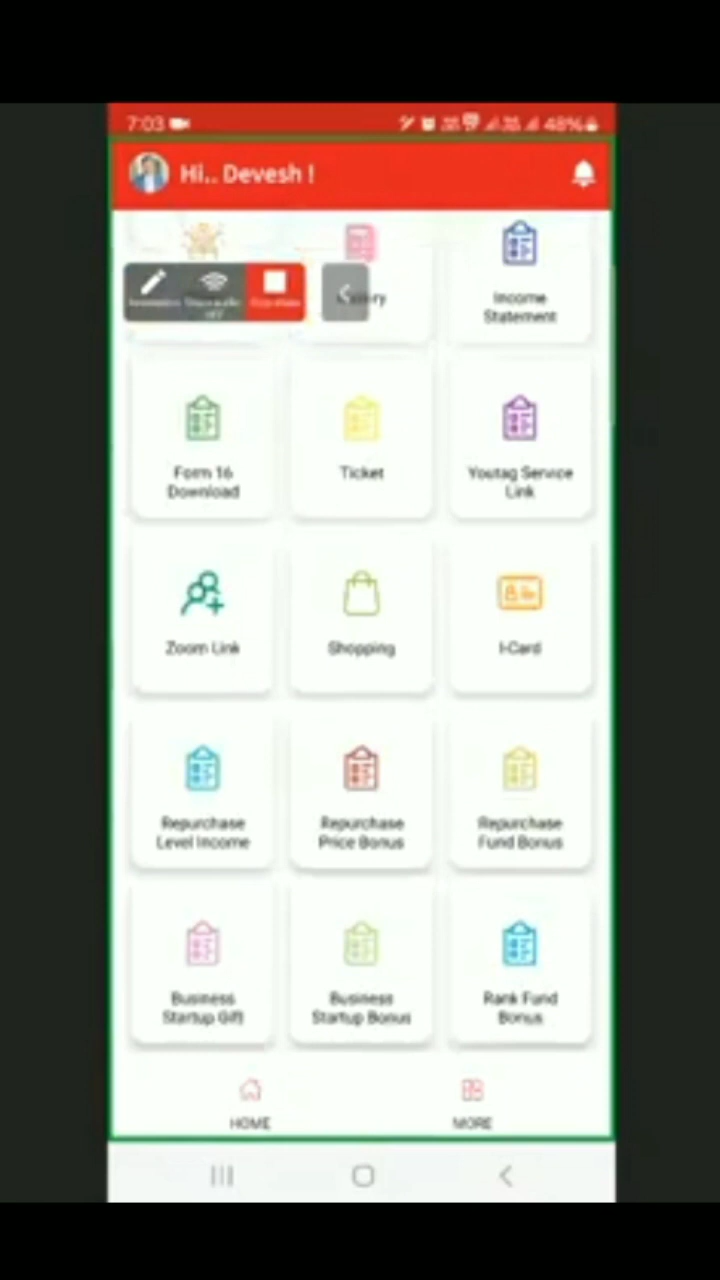 7:03
48%
Hi.. Devesh !
Income
Statement
Form 16
Download
Ticket
Youtag Service
Link
Zoom Link
Shopping
I-Card
Repurchase
Level Income
Repurchase
Price Bonus
Repurchase
Fund Bonus
Business
Startup Gift
Business
Startup Bonus
Rank Fund
Bonus
HOME
MORE